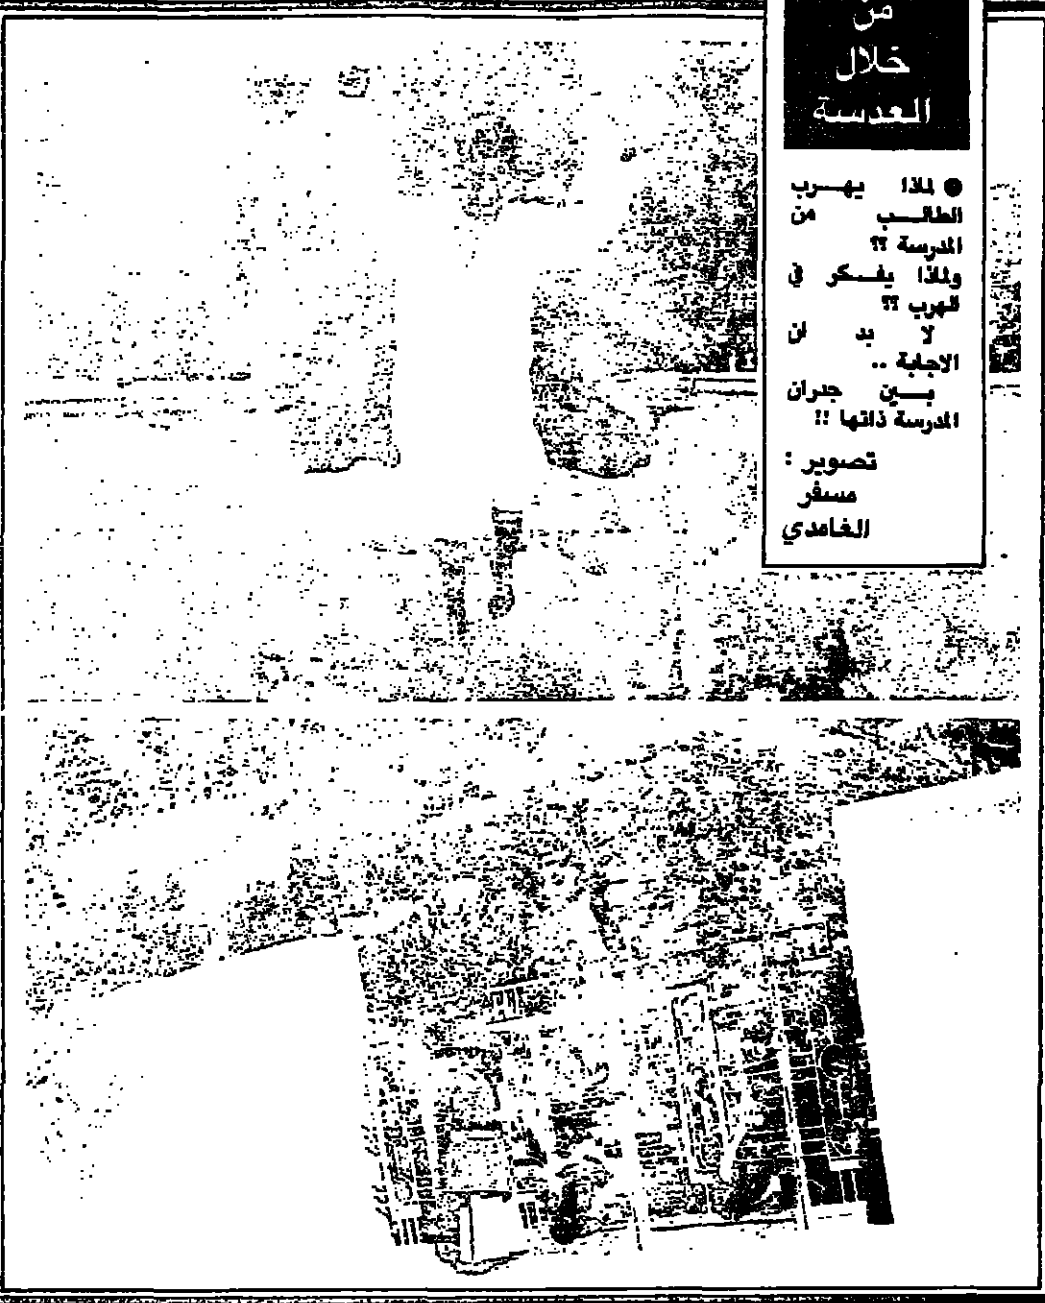 من
خلال
العدسة
● لماذا يهرب
الطالب من
المدرسة ؟؟
ولماذا يفكر في
الهرب ؟؟
لا بد ان
الاجابة ..
بين جدران
المدرسة ذاتها !!
تصوير :
مسفر
الغامدي